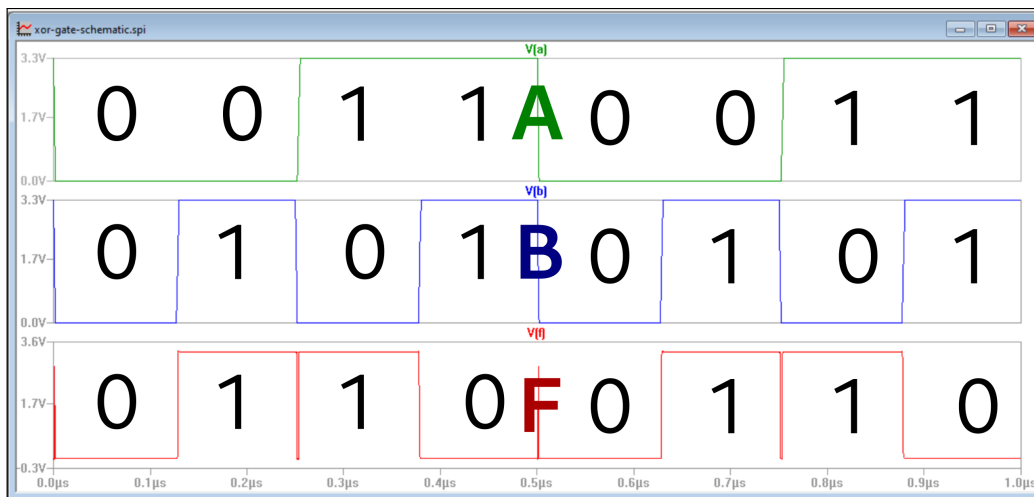 xor-gate-schematic.spi
V(a)
3.3V
1.7V
0.0V
0 0 1 1 A 0 0 1 1
V(b)
3.3V
1.7V
0.0V
0 1 0 1 B 0 1 0 1
V(f)
3.6V
1.7V
-0.3V
0 1 1 0 F 0 1 1 0
0.0µs 0.1µs 0.2µs 0.3µs 0.4µs 0.5µs 0.6µs 0.7µs 0.8µs 0.9µs 1.0µs